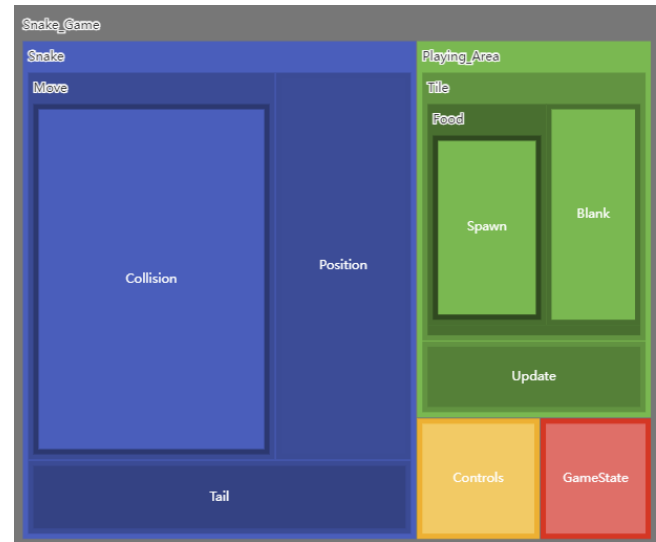 Snake_Game
Snake
Move
Collision
Position
Tail
Playing_Area
Tile
Food
Spawn
Blank
Update
Controls
GameState